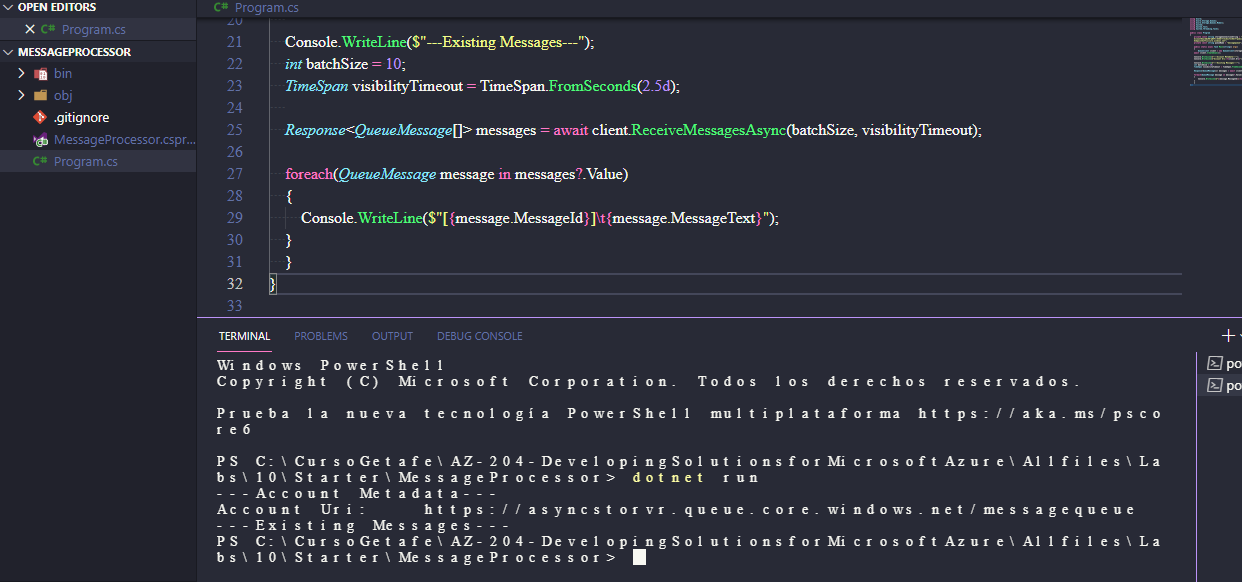 OPEN EDITORS
C# Program.cs
MESSAGEPROCESSOR
bin
obj
.gitignore
MessageProcessor.cspr...
C# Program.cs
C# Program.cs
20
21 Console.WriteLine($"---Existing Messages---");
22 int batchSize = 10;
23 TimeSpan visibilityTimeout = TimeSpan.FromSeconds(2.5d);
24
25 Response<QueueMessage[]> messages = await client.ReceiveMessagesAsync(batchSize, visibilityTimeout);
26
27 foreach(QueueMessage message in messages?.Value)
28 {
29 Console.WriteLine($"[{message.MessageId}]\t{message.MessageText}");
30 }
31 }
32 }
33
TERMINAL PROBLEMS OUTPUT DEBUG CONSOLE
Windows PowerShell
Copyright (C) Microsoft Corporation. Todos los derechos reservados.
Prueba la nueva tecnología PowerShell multiplataforma https://aka.ms/psco
re6
PS C:\CursoGetafe\AZ-204-DevelopingSolutionsforMicrosoftAzure\Allfiles\La
bs\10\Starter\MessageProcessor> dotnet run
---Account Metadata---
Account Uri: https://asyncstorvr.queue.core.windows.net/messagequeue
---Existing Messages---
PS C:\CursoGetafe\AZ-204-DevelopingSolutionsforMicrosoftAzure\Allfiles\La
bs\10\Starter\MessageProcessor>
po
po